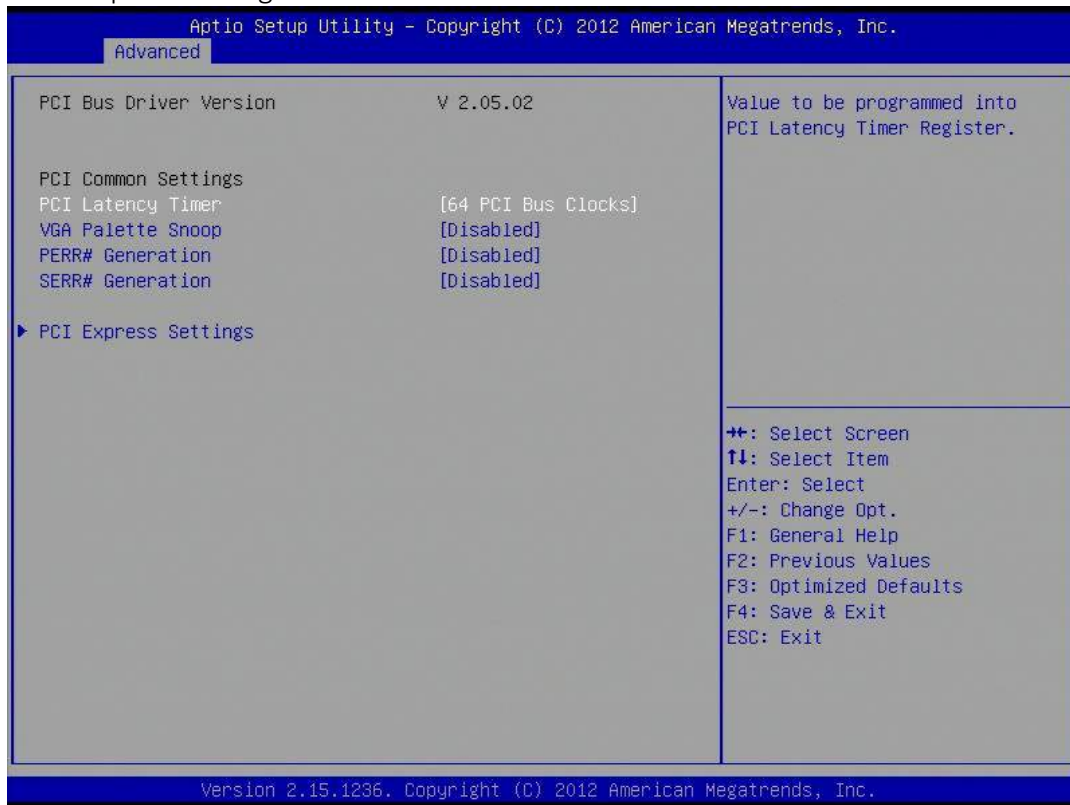 Aptio Setup Utility – Copyright (C) 2012 American Megatrends, Inc.
Advanced
PCI Bus Driver Version V 2.05.02
PCI Common Settings
PCI Latency Timer [64 PCI Bus Clocks]
VGA Palette Snoop [Disabled]
PERR# Generation [Disabled]
SERR# Generation [Disabled]
▶ PCI Express Settings
Value to be programmed into
PCI Latency Timer Register.
→←: Select Screen
↑↓: Select Item
Enter: Select
+/-: Change Opt.
F1: General Help
F2: Previous Values
F3: Optimized Defaults
F4: Save & Exit
ESC: Exit
Version 2.15.1236. Copyright (C) 2012 American Megatrends, Inc.